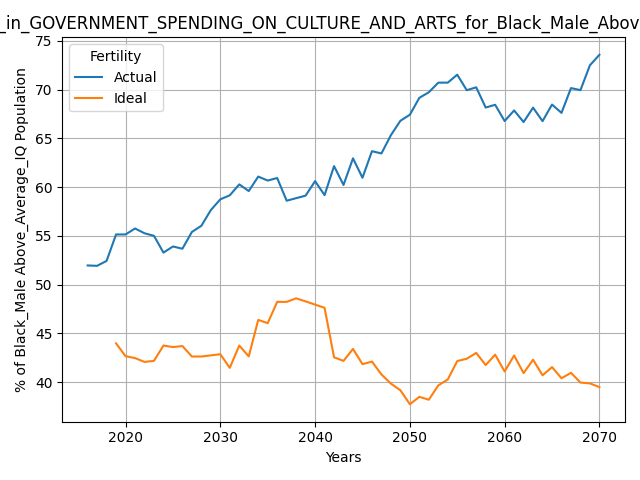 _in_GOVERNMENT_SPENDING_ON_CULTURE_AND_ARTS_for_Black_Male_Abov
75
70
65
60
55
50
45
40
% of Black_Male Above_Average_IQ Population
Fertility
Actual
Ideal
2020 2030 2040 2050 2060 2070
Years